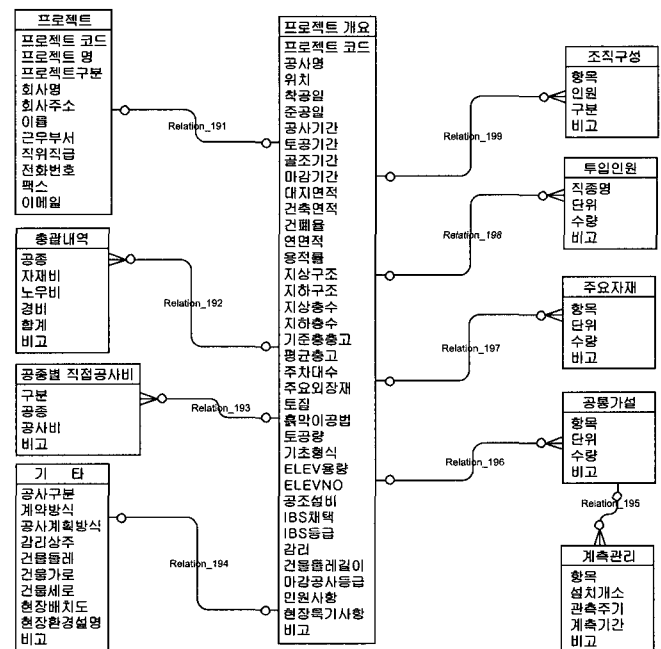 프로젝트
프로젝트 코드
프로젝트 명
프로젝트구분
회사명
회사주소
이름
근무부서
직위직급
전화번호
팩스
이메일
총괄내역
공종
자재비
노무비
경비
합계
비고
공종별 직접공사비
구분
공종
공사비
비고
기 타
공사구분
계약방식
공사계획방식
감리상주
건물둘레
건물가로
건물세로
현장배치도
현장환경설명
비고
Relation_191
Relation_192
Relation_193
Relation_194
프로젝트 개요
프로젝트 코드
공사명
위치
착공일
준공일
공사기간
토공기간
골조기간
마감기간
대지면적
건축면적
건폐율
연면적
용적률
지상구조
지하구조
지상층수
지하층수
기준층층고
평균층고
주차대수
주요외장재
토질
흙막이공법
토공량
기초형식
ELEV용량
ELEVNO
공조설비
IBS채택
IBS등급
감리
건물둘레길이
마감공사등급
민원사항
현장특기사항
비고
Relation_199
Relation_198
Relation_197
Relation_196
Relation_195
조직구성
항목
인원
구분
비고
투입인원
직종명
단위
수량
비고
주요자재
항목
단위
수량
비고
공통가설
항목
단위
수량
비고
계측관리
항목
설치개소
관측주기
계측기간
비고